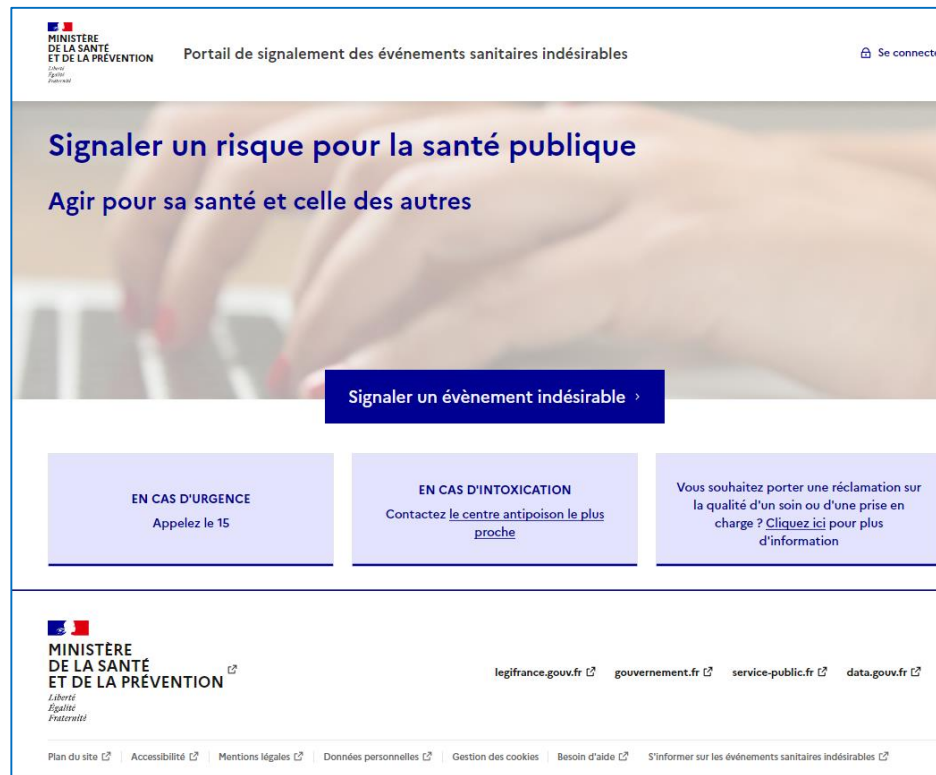 MINISTÈRE
DE LA SANTÉ
ET DE LA PRÉVENTION
Liberté
Égalité
Fraternité
Portail de signalement des événements sanitaires indésirables
Se connecte
Signaler un risque pour la santé publique
Agir pour sa santé et celle des autres
Signaler un évènement indésirable ›
EN CAS D'URGENCE
Appelez le 15
EN CAS D'INTOXICATION
Contactez le centre antipoison le plus
proche
Vous souhaitez porter une réclamation sur
la qualité d'un soin ou d'une prise en
charge ? Cliquez ici pour plus
d'information
MINISTÈRE
DE LA SANTÉ
ET DE LA PRÉVENTION
Liberté
Égalité
Fraternité
legifrance.gouv.fr gouvernement.fr service-public.fr data.gouv.fr
Plan du site Accessibilité Mentions légales Données personnelles Gestion des cookies Besoin d'aide S'informer sur les événements sanitaires indésirables